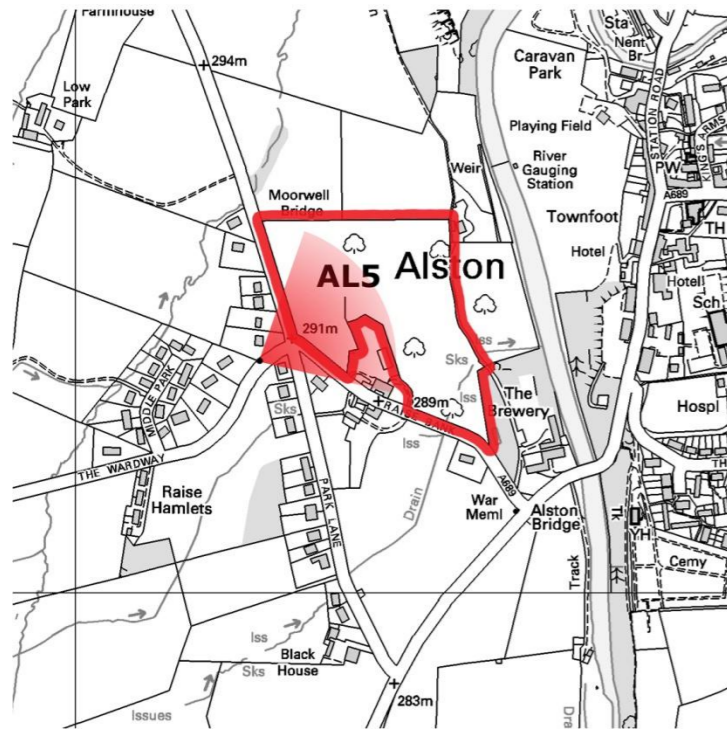 Farmhouse
294m
Low
Park
Sta
Nent
Br
Caravan
Park
STATION ROAD
KING'S ARMS
Playing Field
Weir
River
Gauging
Station
PW
A689
Townfoot
TH
Moorwell
Bridge
Hotel
AL5
Alston
Hotel
Sch
291m
Iss
Sks
Iss
The
Brewery
289m
RAISE BANK
Hospl
MIDDLE PARK
Sks
Iss
THE WARDWAY
Raise
Hamlets
PARK LANE
Drain
A689
War
Meml
Alston
Bridge
Tk
YH
TH
Track
Cemy
Iss
Black
House
Sks
283m
Issues
Dra